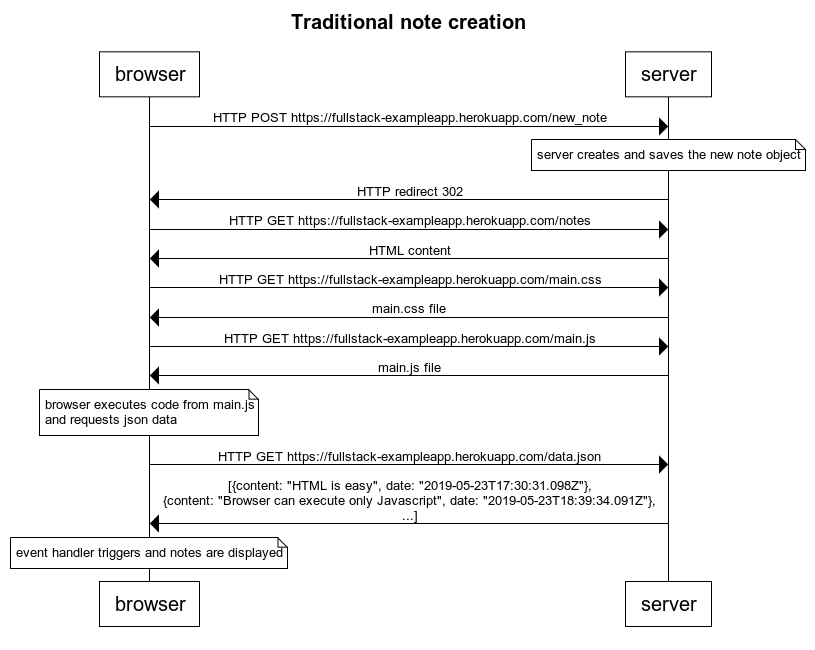 Traditional note creation
browser
server
HTTP POST https://fullstack-exampleapp.herokuapp.com/new_note
server creates and saves the new note object
HTTP redirect 302
HTTP GET https://fullstack-exampleapp.herokuapp.com/notes
HTML content
HTTP GET https://fullstack-exampleapp.herokuapp.com/main.css
main.css file
HTTP GET https://fullstack-exampleapp.herokuapp.com/main.js
main.js file
browser executes code from main.js
and requests json data
HTTP GET https://fullstack-exampleapp.herokuapp.com/data.json
[{content: "HTML is easy", date: "2019-05-23T17:30:31.098Z"},
{content: "Browser can execute only Javascript", date: "2019-05-23T18:39:34.091Z"},
...]
event handler triggers and notes are displayed
browser
server